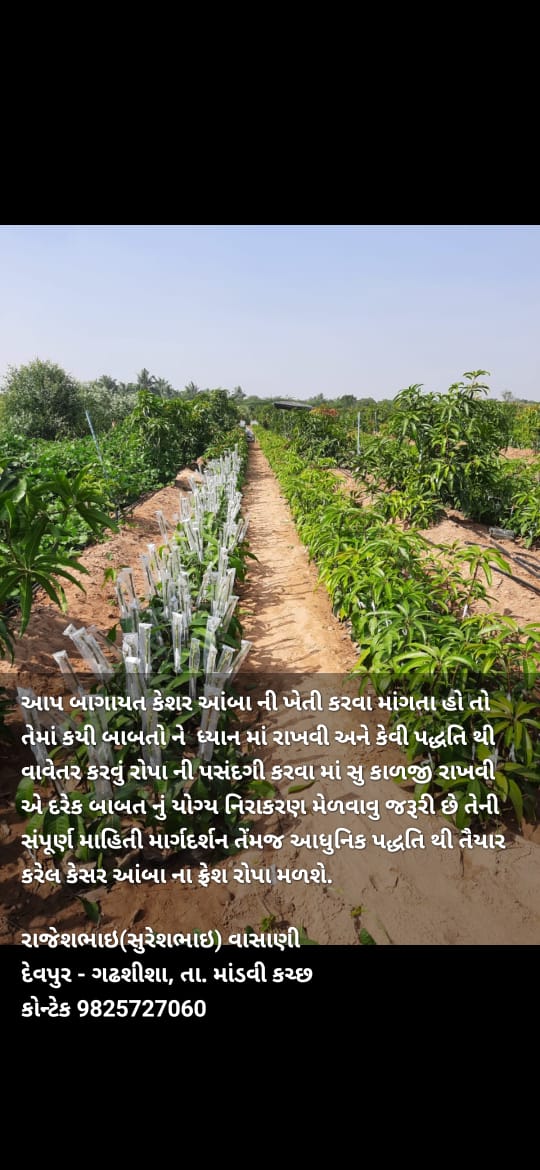 આપ બાગાયત કેશર આંબા ની ખેતી કરવા માંગતા હો તો
તેમાં કયી બાબતો ને ધ્યાન માં રાખવી અને કેવી પદ્ધતિ થી
વાવેતર કરવું રોપા ની પસંદગી કરવા માં સુ કાળજી રાખવી
એ દરેક બાબત નું યોગ્ય નિરાકરણ મેળવાવુ જરૂરી છે તેની
સંપૂર્ણ માહિતી માર્ગદર્શન તેંમજ આધુનિક પદ્ધતિ થી તૈયાર
કરેલ કેસર આંબા ના ફ્રેશ રોપા મળશે.
રાજેશભાઇ(સુરેશભાઇ) વાસાણી
દેવપુર - ગઢશીશા, તા. માંડવી કચ્છ
કોન્ટેક 9825727060